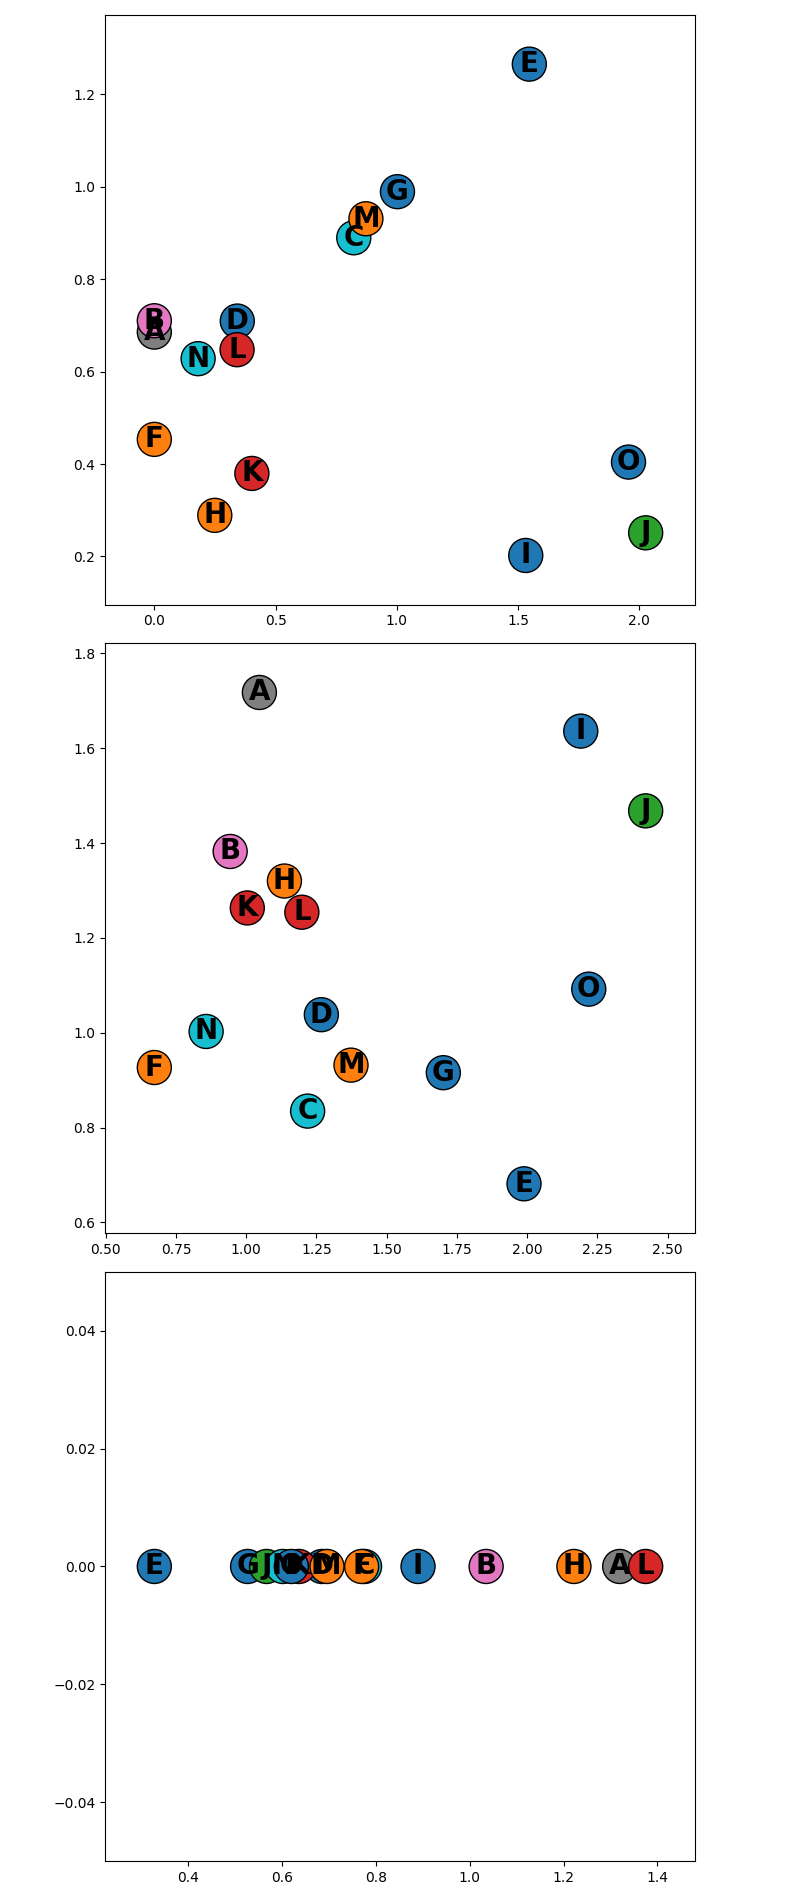 E
1.2
1.0
G
M
C
0.8
B
D
A
L
N
0.6
F
O
0.4
K
H
J
I
0.2
0.0 0.5 1.0 1.5 2.0
1.8
A
I
1.6
J
1.4
B
H
K
L
1.2
O
D
N
1.0
M
F
G
C
0.8
E
0.6
0.50 0.75 1.00 1.25 1.50 1.75 2.00 2.25 2.50
0.04
0.02
0.00 E G J N O K D M F C I B H A L
−0.02
−0.04
0.4 0.6 0.8 1.0 1.2 1.4